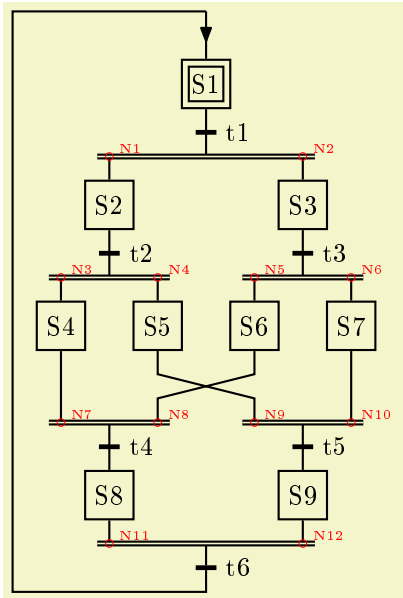 S1
t1
N1 N2
S2 S3
t2 t3
N3 N4 N5 N6
S4 S5 S6 S7
N7 N8 N9 N10
t4 t5
S8 S9
N11 N12
t6